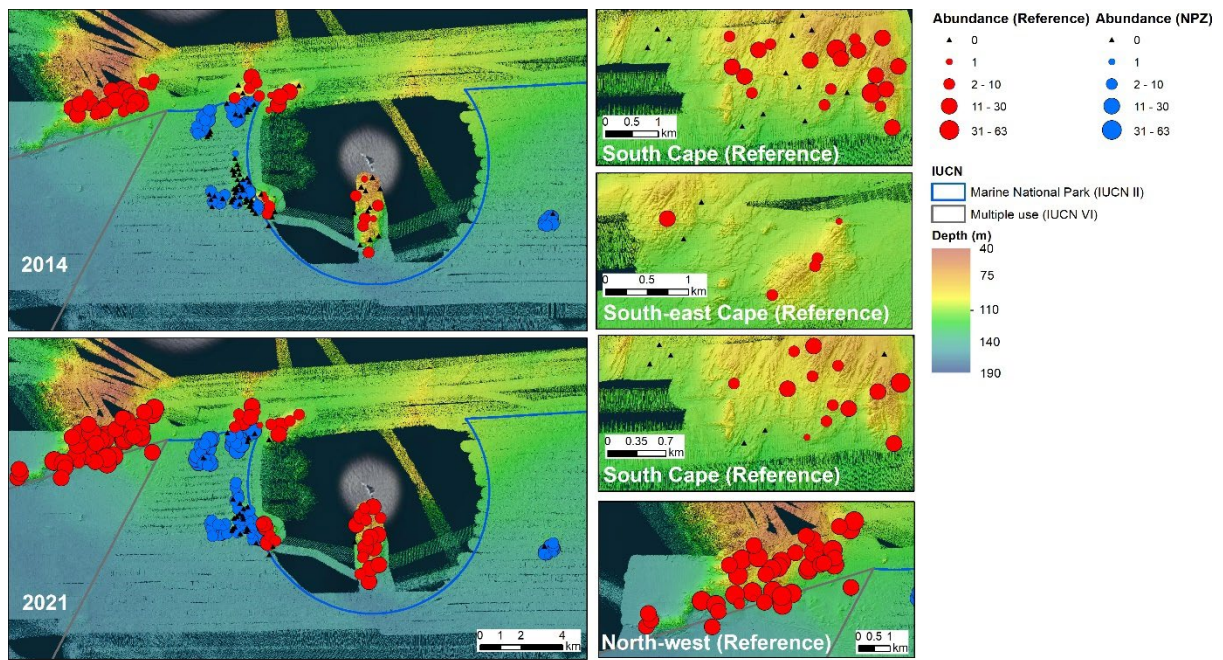 2014
0 0.5 1
km
South Cape (Reference)
0 0.5 1
km
South-east Cape (Reference)
2021
0 1 2 4
km
0 0.35 0.7
km
South Cape (Reference)
North-west (Reference)
0 0.5 1
km
Abundance (Reference)
0
1
2 - 10
11 - 30
31 - 63
Abundance (NPZ)
0
1
2 - 10
11 - 30
31 - 63
IUCN
Marine National Park (IUCN II)
Multiple use (IUCN VI)
Depth (m)
40
75
110
140
190